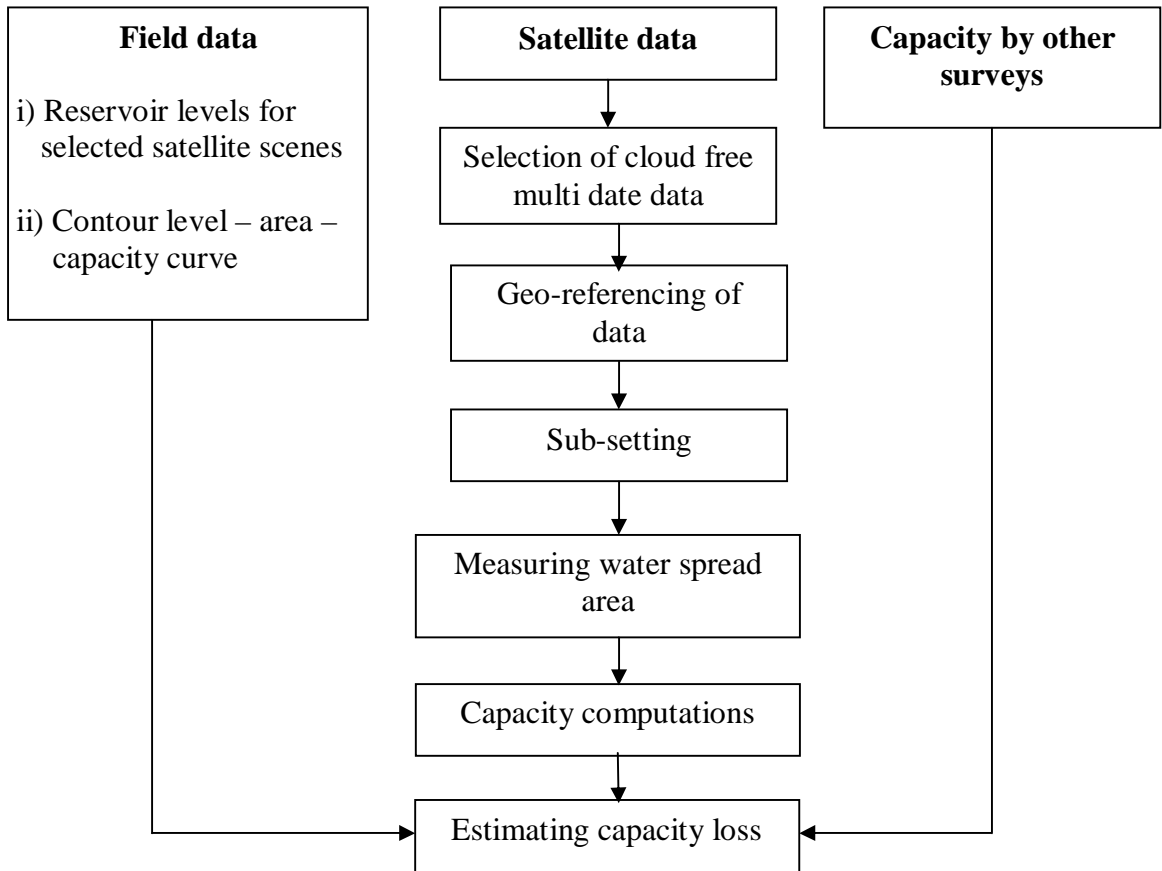 Field data
i) Reservoir levels for
selected satellite scenes
ii) Contour level – area –
capacity curve
Satellite data
Selection of cloud free
multi date data
Geo-referencing of
data
Sub-setting
Measuring water spread
area
Capacity computations
Estimating capacity loss
Capacity by other
surveys